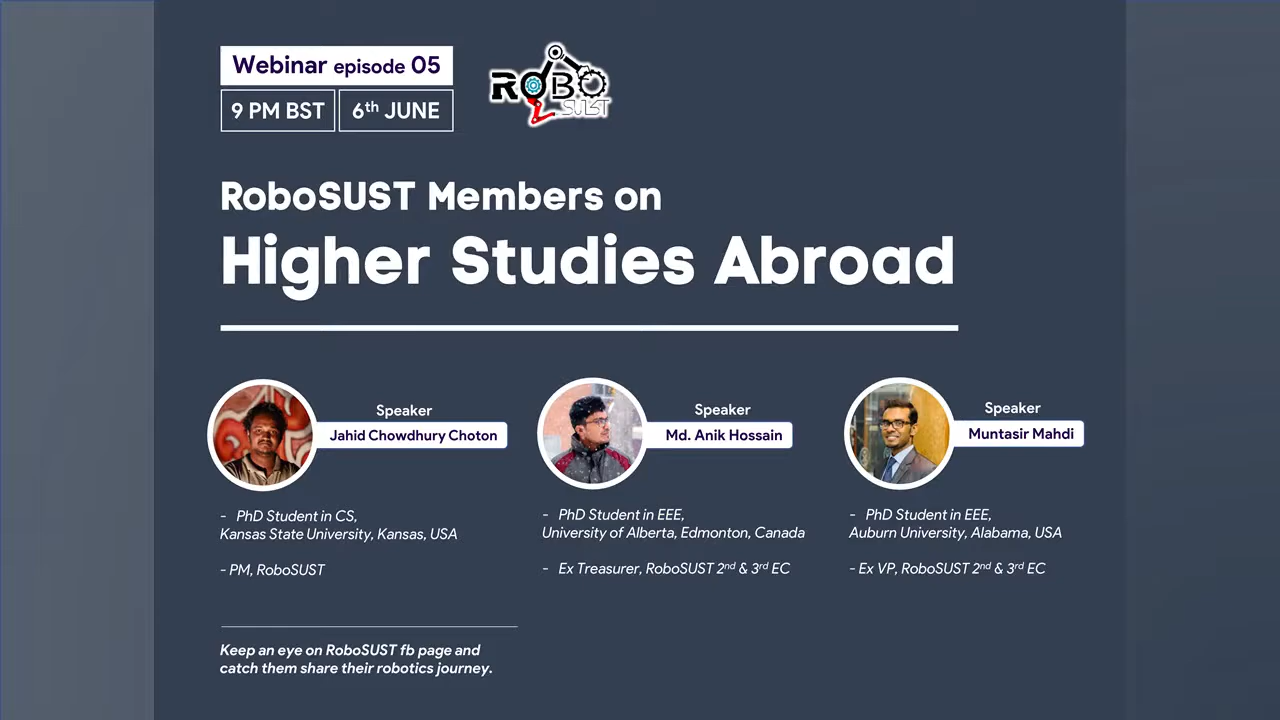 Webinar episode 05
9 PM BST
6th JUNE
ROBO
SUST
RoboSUST Members on
Higher Studies Abroad
Speaker
Jahid Chowdhury Choton
- PhD Student in CS,
Kansas State University, Kansas, USA
- PM, RoboSUST
Speaker
Md. Anik Hossain
- PhD Student in EEE,
University of Alberta, Edmonton, Canada
- Ex Treasurer, RoboSUST 2nd & 3rd EC
Speaker
Muntasir Mahdi
- PhD Student in EEE,
Auburn University, Alabama, USA
- Ex VP, RoboSUST 2nd & 3rd EC
Keep an eye on RoboSUST fb page and
catch them share their robotics journey.